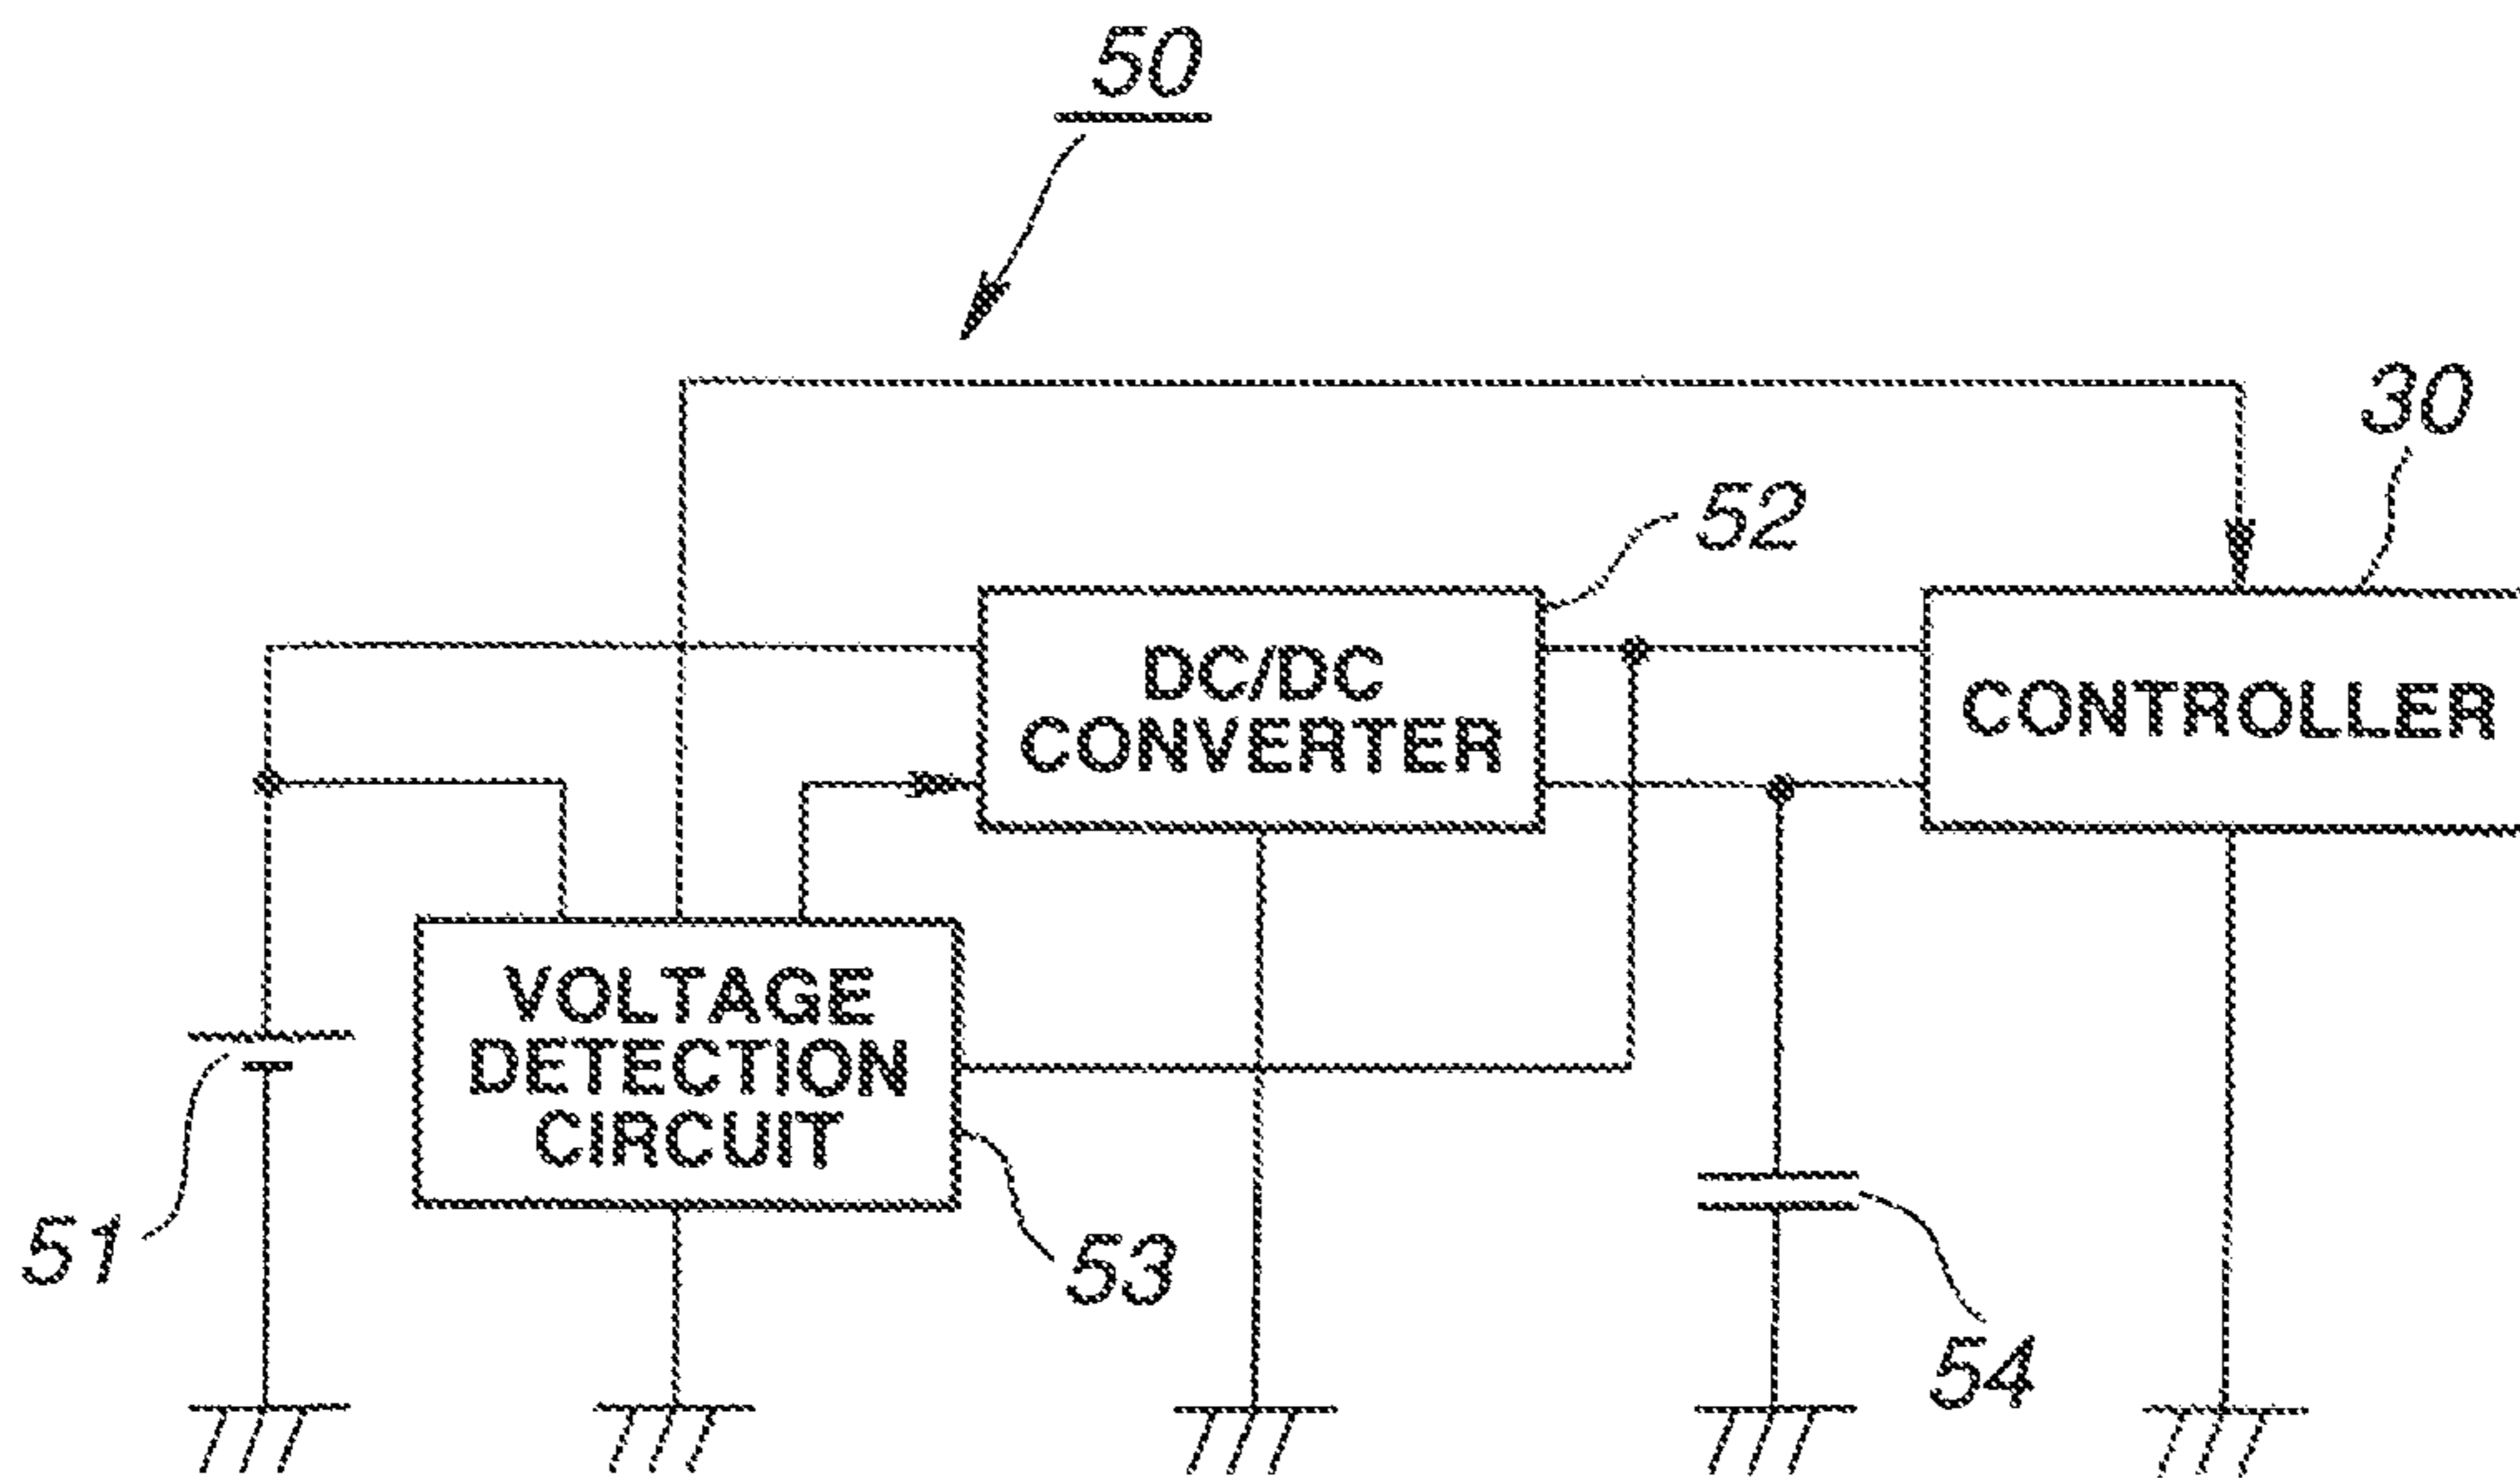 50
30
52
DC/DC
CONVERTER
CONTROLLER
VOLTAGE
DETECTION
CIRCUIT
51
53
54